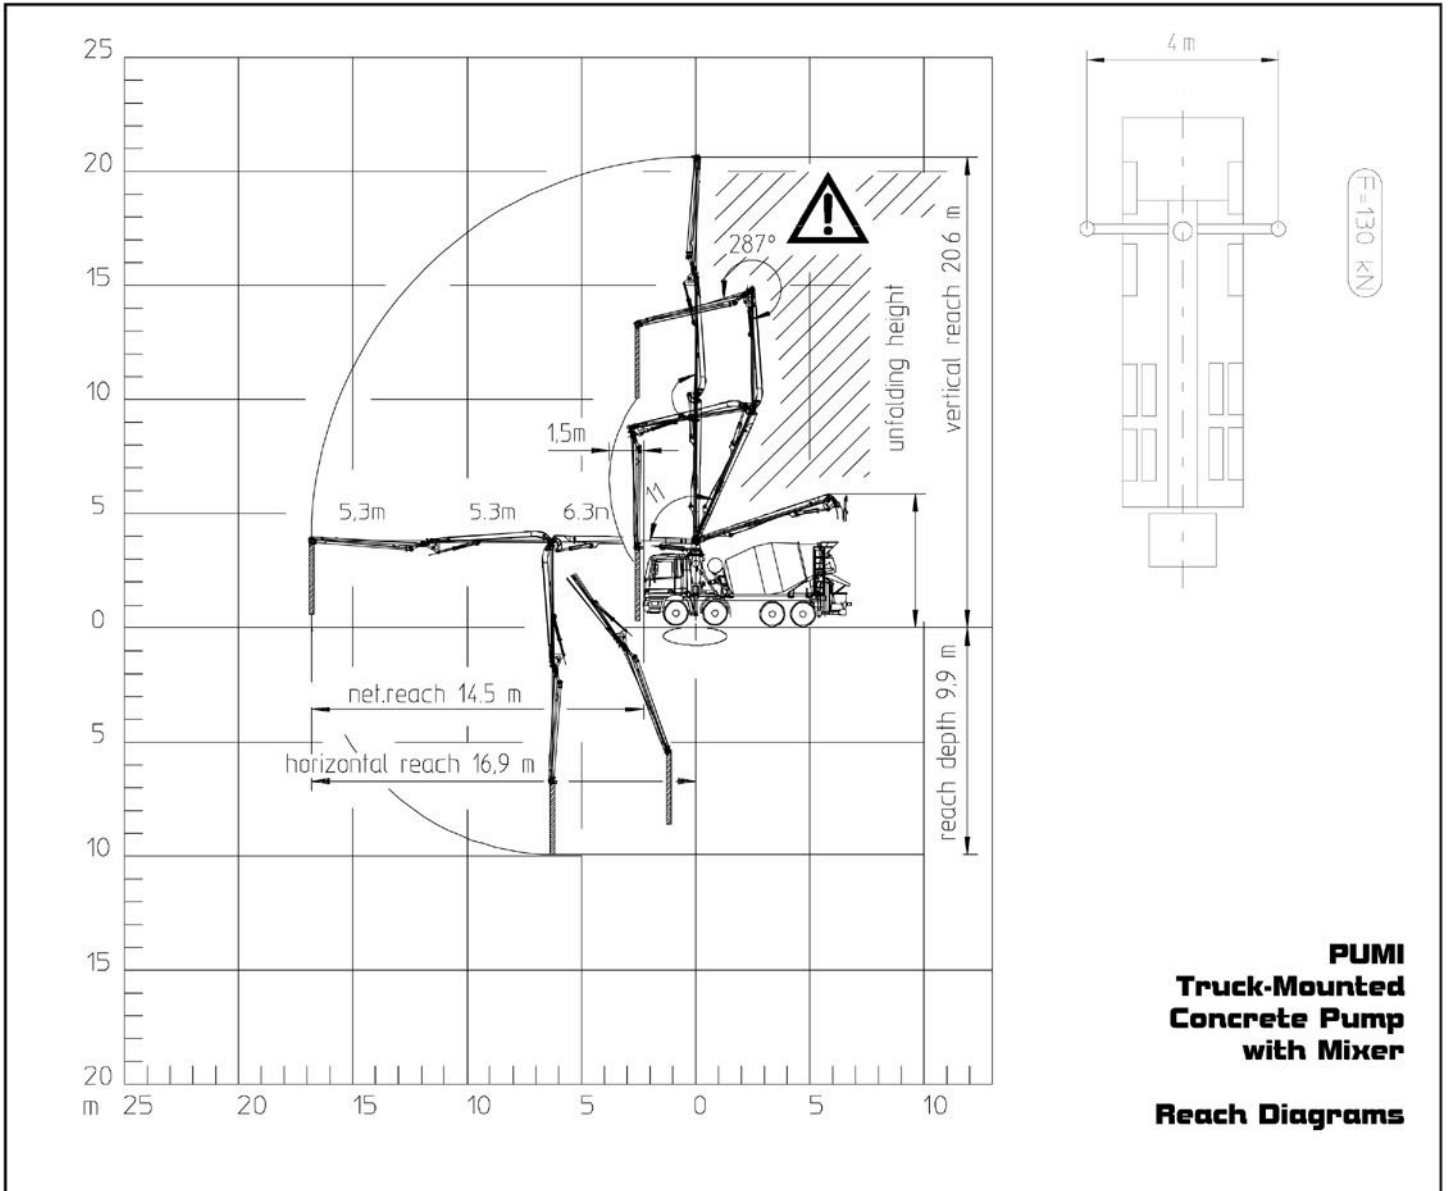 25
20
15
10
5
0
5
10
15
20
m 25 20 15 10 5 0 5 10
287°
1,5m
11
5,3m 5.3m 6.3m
net.reach 14.5 m
horizontal reach 16,9 m
unfolding height
vertical reach 20.6 m
reach depth 9,9 m
4 m
F=130 kN
PUMI
Truck-Mounted
Concrete Pump
with Mixer
Reach Diagrams